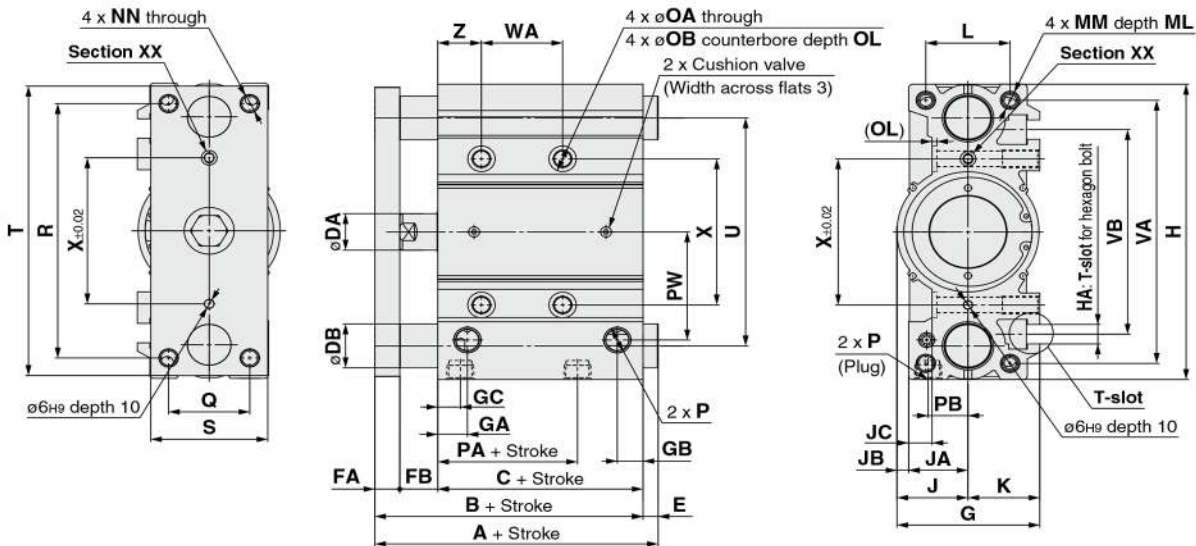 4 x NN through
Section XX
T
R
X±0.02
ø6H9 depth 10
Q
S
Z
WA
4 x øOA through
4 x øOB counterbore depth OL
2 x Cushion valve
(Width across flats 3)
øDA
øDB
PW
X
U
GC
GA
2 x P
PA + Stroke
GB
FA
FB
C + Stroke
B + Stroke
E
A + Stroke
L
4 x MM depth ML
Section XX
(OL)
X±0.02
HA: T-slot for hexagon bolt
VB
VA
H
2 x P
(Plug)
T-slot
PB
ø6H9 depth 10
JC
JB
JA
J
K
G